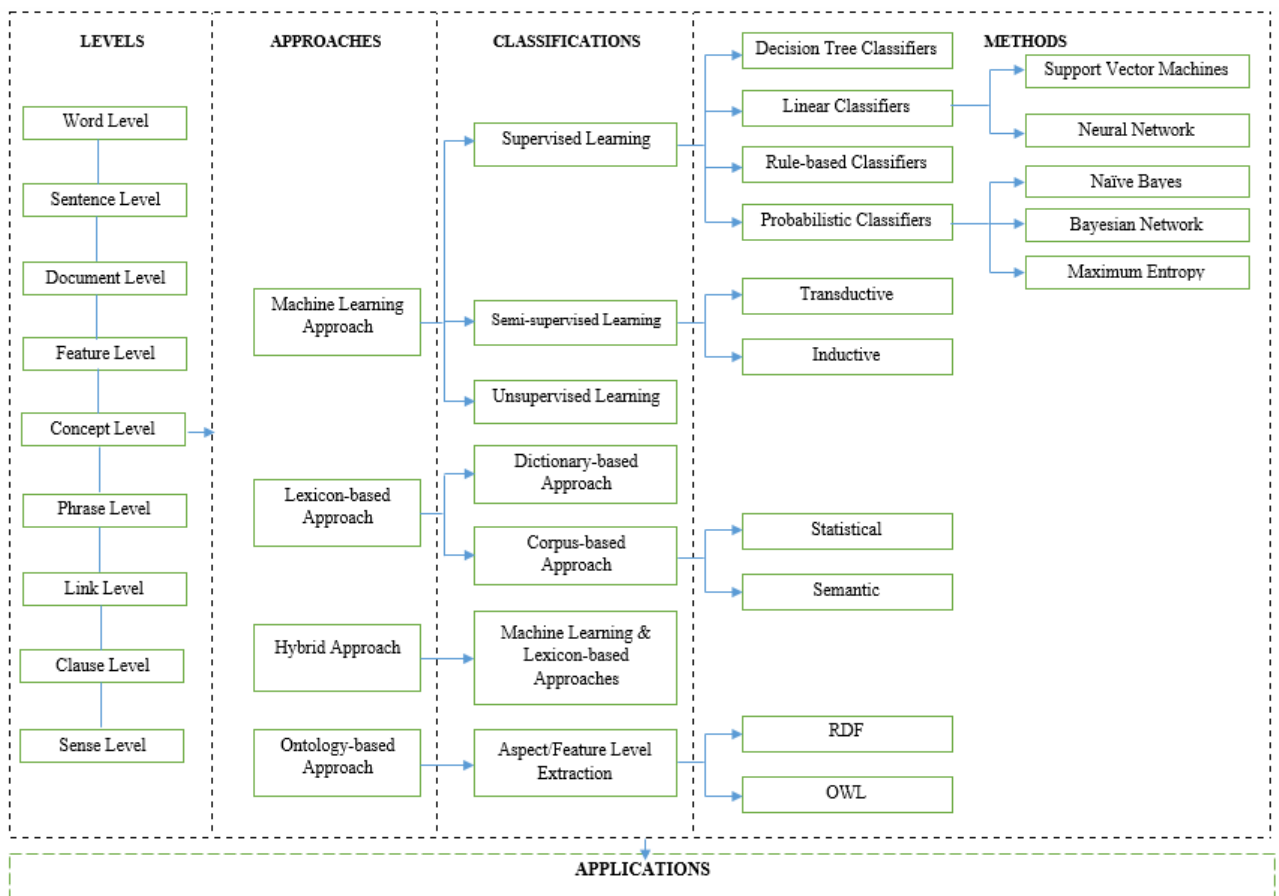 LEVELS
APPROACHES
CLASSIFICATIONS
METHODS
Word Level
Sentence Level
Document Level
Feature Level
Concept Level
Phrase Level
Link Level
Clause Level
Sense Level
Machine Learning
Approach
Lexicon-based
Approach
Hybrid Approach
Ontology-based
Approach
Supervised Learning
Semi-supervised Learning
Unsupervised Learning
Dictionary-based
Approach
Corpus-based
Approach
Machine Learning &
Lexicon-based
Approaches
Aspect/Feature Level
Extraction
Decision Tree Classifiers
Linear Classifiers
Rule-based Classifiers
Probabilistic Classifiers
Transductive
Inductive
Statistical
Semantic
RDF
OWL
Support Vector Machines
Neural Network
Naïve Bayes
Bayesian Network
Maximum Entropy
APPLICATIONS